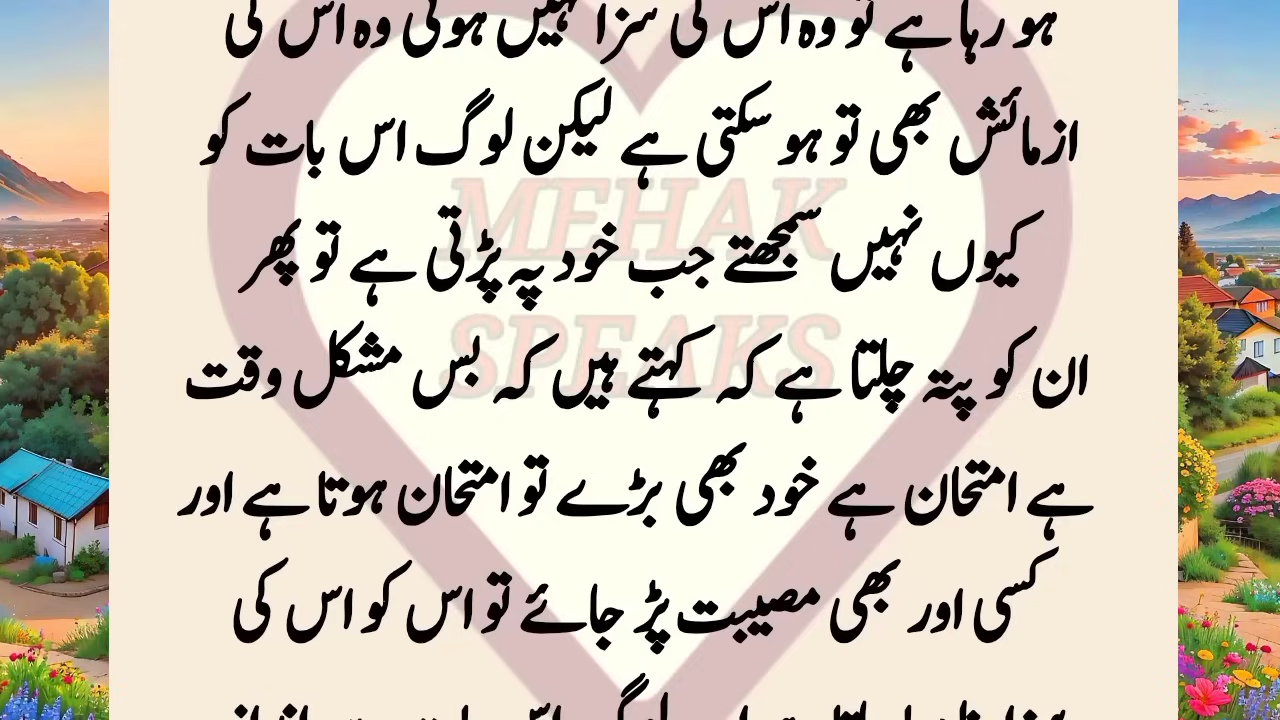 ہو رہا ہے تو وہ اس کی سزا نہیں ہوتی وہ اس کی
ازمائش بھی تو ہو سکتی ہے لیکن لوگ اس بات کو
کیوں نہیں سمجھتے جب خود پہ پڑتی ہے تو پھر
ان کو پتہ چلتا ہے کہ کہتے ہیں کہ بس مشکل وقت
ہے امتحان ہے خود بھی بڑے تو امتحان ہوتا ہے اور
کسی اور بھی مصیبت پڑ جائے تو اس کو اس کی
MEHAK
SPEAKS